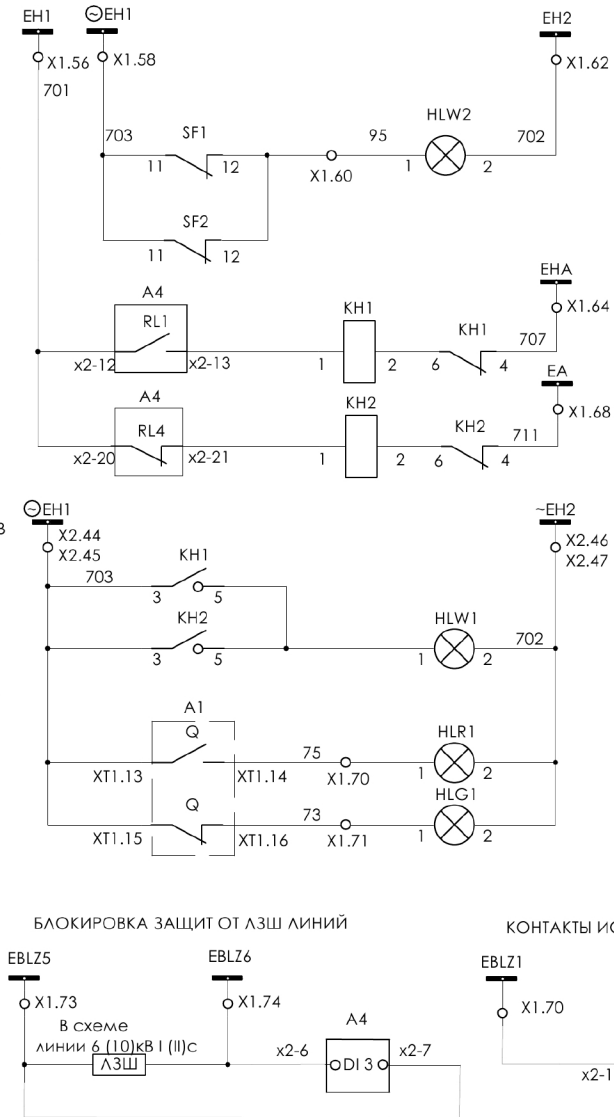 EH1 EH1 EH2
X1.56 X1.58 X1.62
701
HLW2
703 SF1 95 702
11 12 X1.60 1 2
SF2
11 12
EHA
A4 X1.64
RL1 KH1 KH1 707
x2-12 x2-13 1 2 6 4
EA
A4 KH2 X1.68
RL4 KH2 711
x2-20 x2-21 1 2 6 4
EH1 ~EH2
В X2.44 X2.46
X2.45 X2.47
703 KH1
3 5
KH2 HLW1
702
3 5 1 2
A1
Q HLR1
75
XT1.13 XT1.14 X1.70 1 2
Q HLG1
73
XT1.15 XT1.16 X1.71 1 2
БЛОКИРОВКА ЗАЩИТ ОТ ЛЗШ ЛИНИЙ
КОНТАКТЫ ИС
EBLZ5 EBLZ6 EBLZ1
X1.73 X1.74 X1.70
В схеме A4
линии 6 (10)кВ I (II)с x2-6 x2-7
ЛЗШ DI 3
x2-1